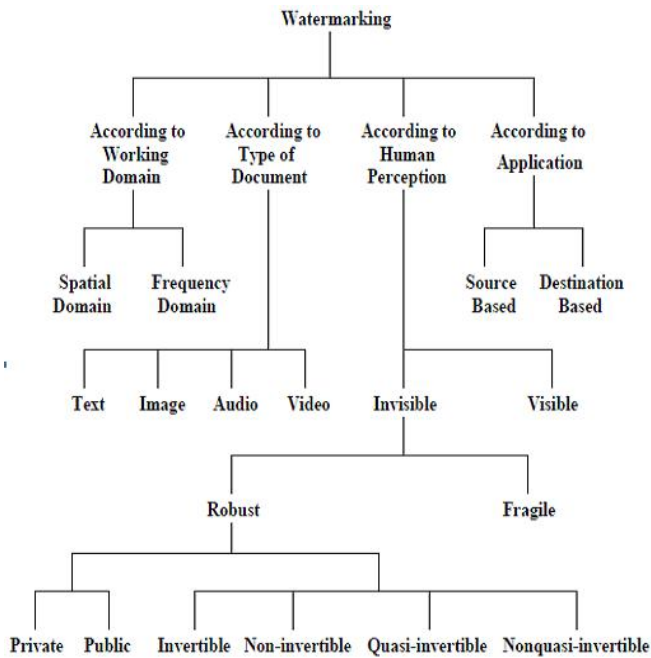 Watermarking
According to
Working
Domain
According to
Type of
Document
According to
Human
Perception
According to
Application
Spatial
Domain
Frequency
Domain
Source
Based
Destination
Based
Text
Image
Audio
Video
Invisible
Visible
Robust
Fragile
Private
Public
Invertible
Non-invertible
Quasi-invertible
Nonquasi-invertible